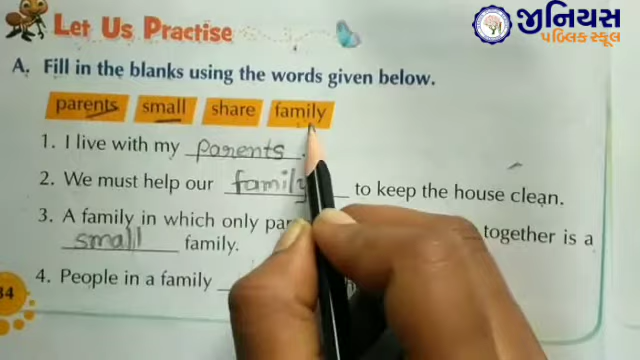 Let Us Practise
જીનિયસ
પબ્લિક સ્કૂલ
A. Fill in the blanks using the words given below.
parents small share family
1. I live with my parents.
2. We must help our family to keep the house clean.
3. A family in which only together is a
small family.
4. People in a family